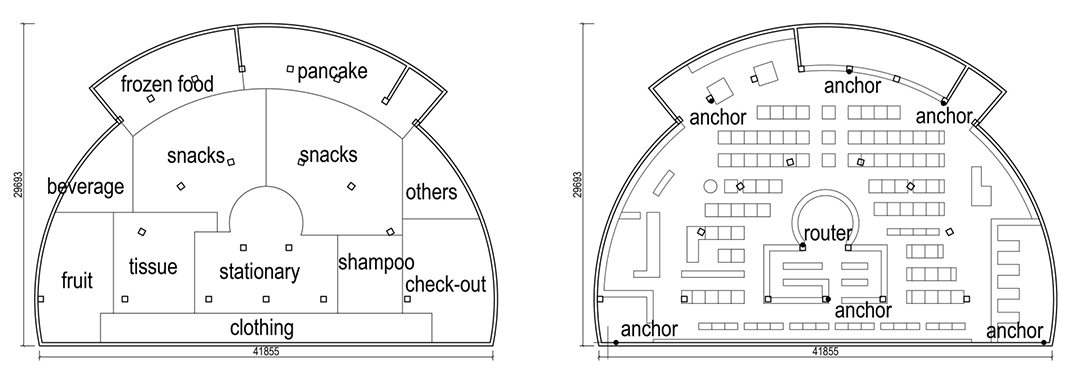 frozen food
pancake
snacks
snacks
beverage
others
29693
fruit
tissue
stationary
shampoo
check-out
clothing
41855
anchor
anchor
anchor
29693
router
anchor
anchor
anchor
41855